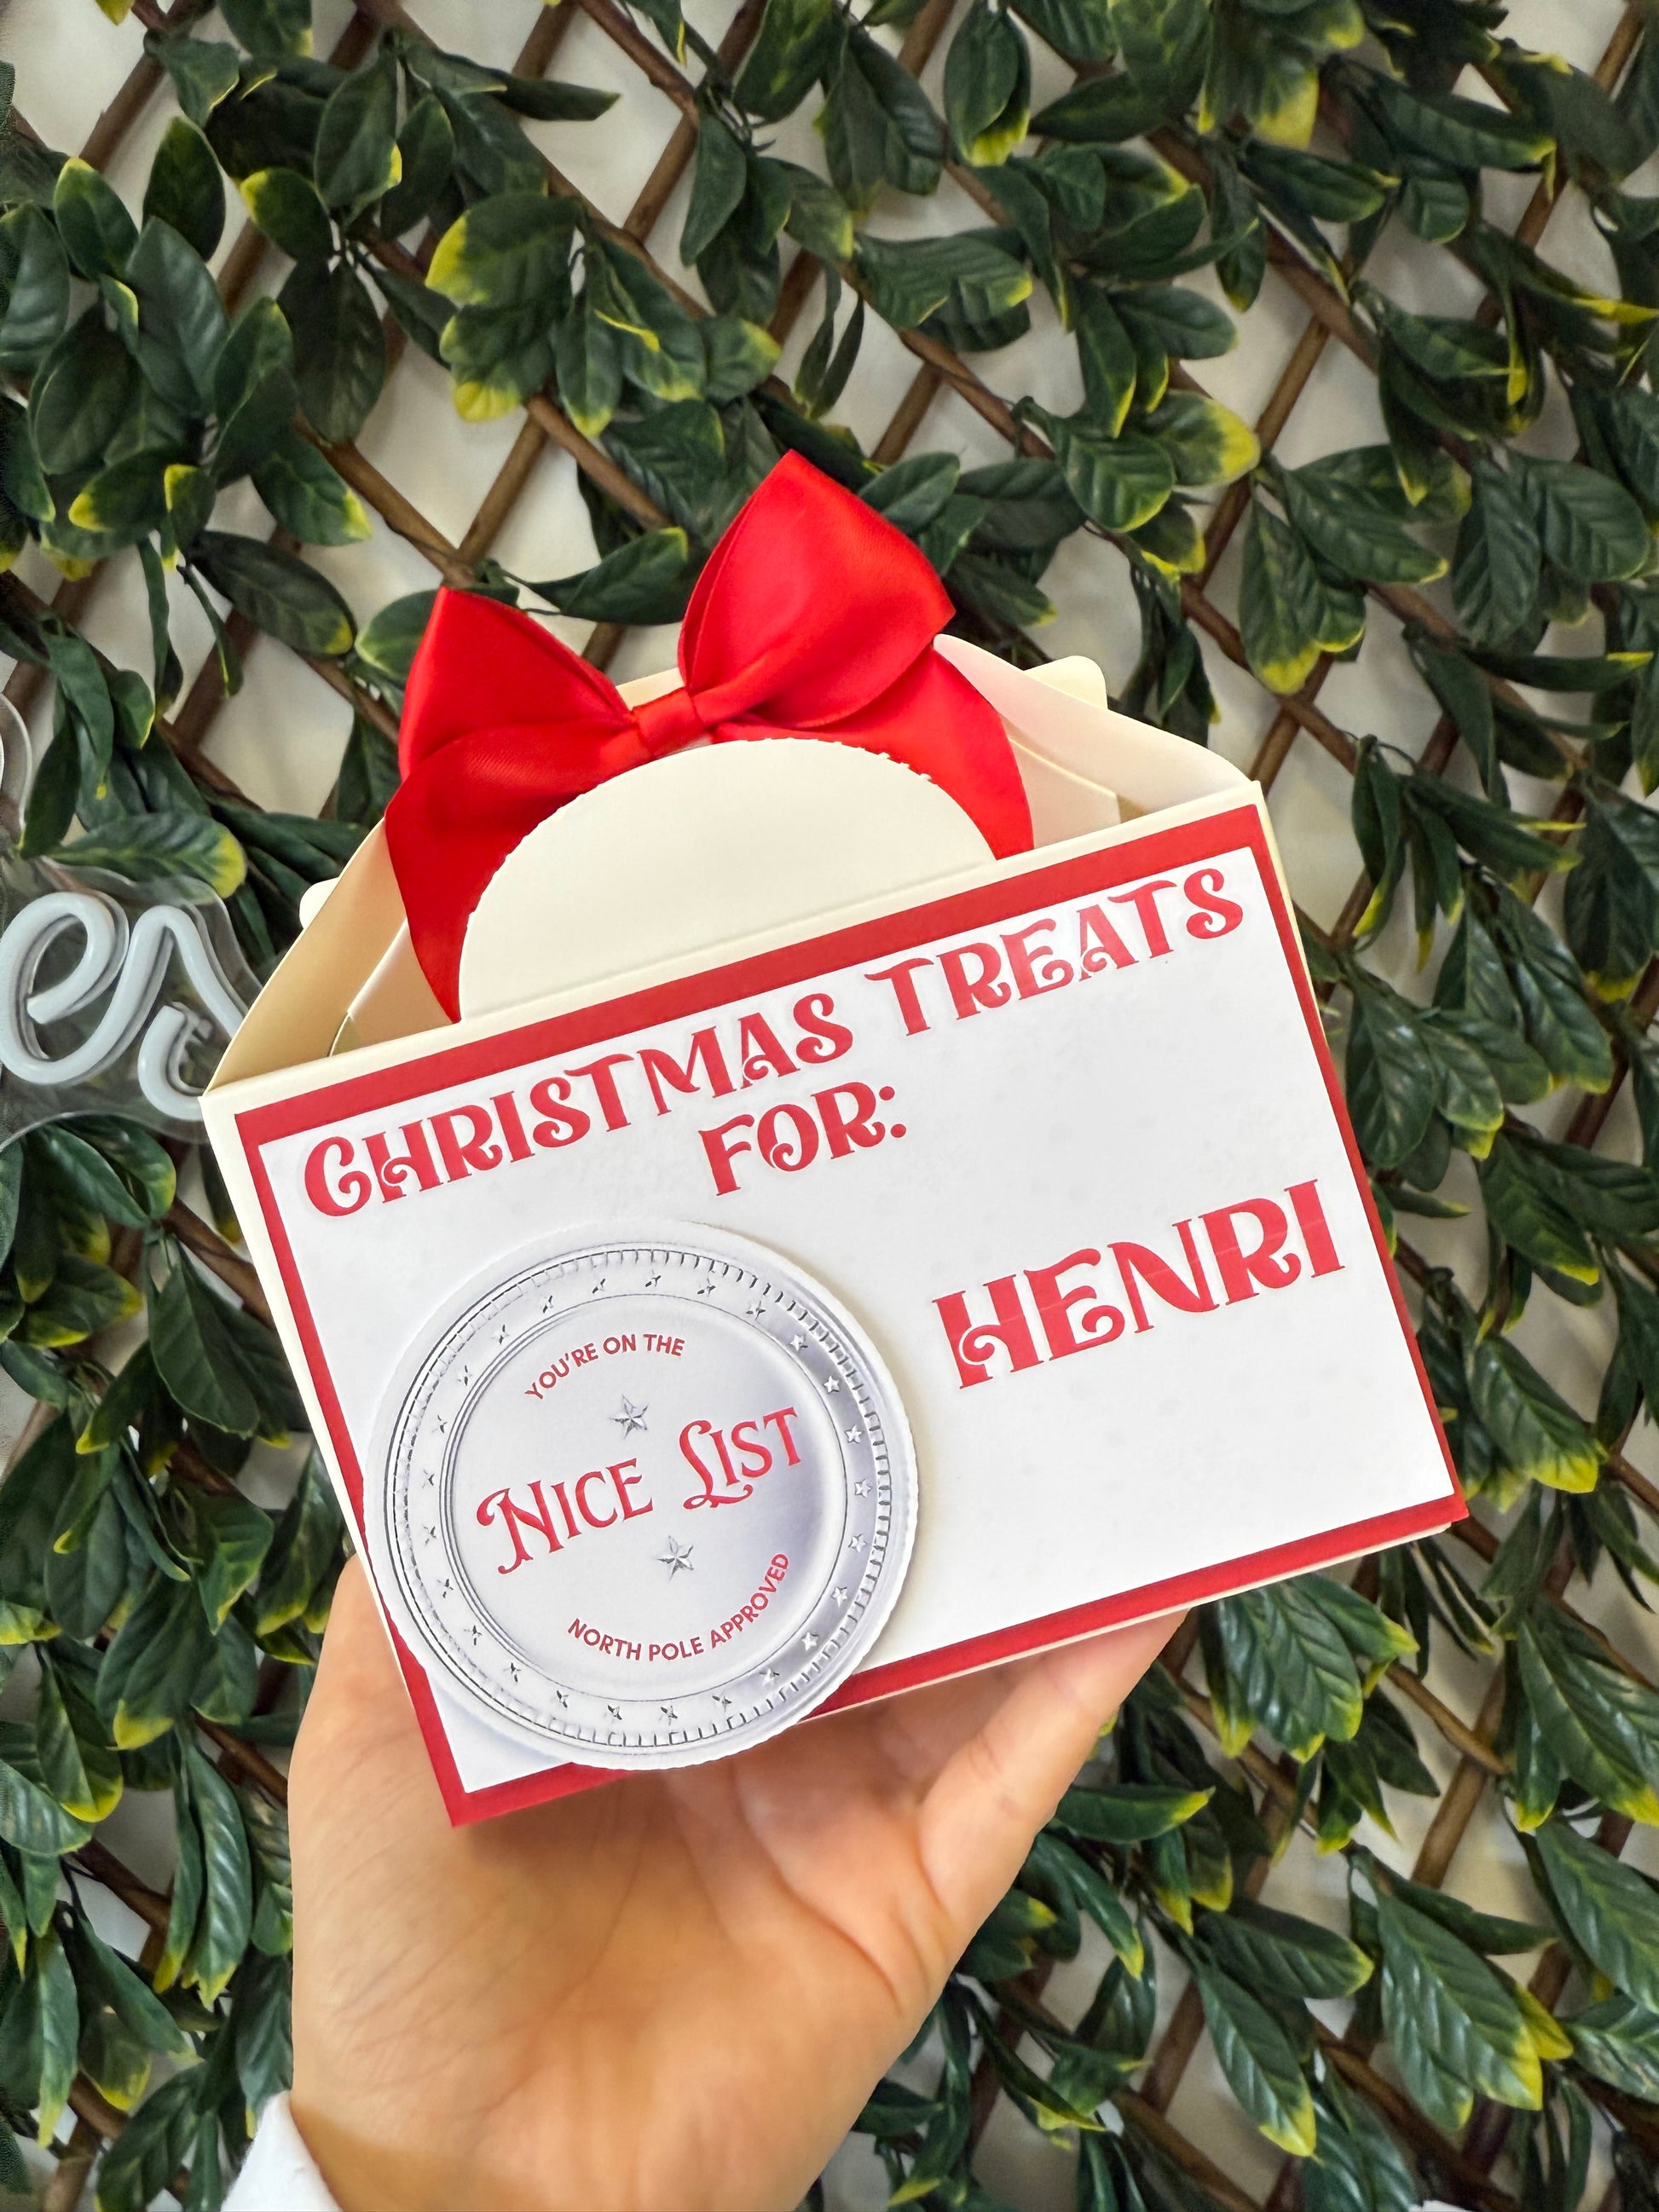 CHRISTMAS TREATS
FOR:
HENRI
YOU'RE ON THE
NICE LIST
NORTH POLE APPROVED